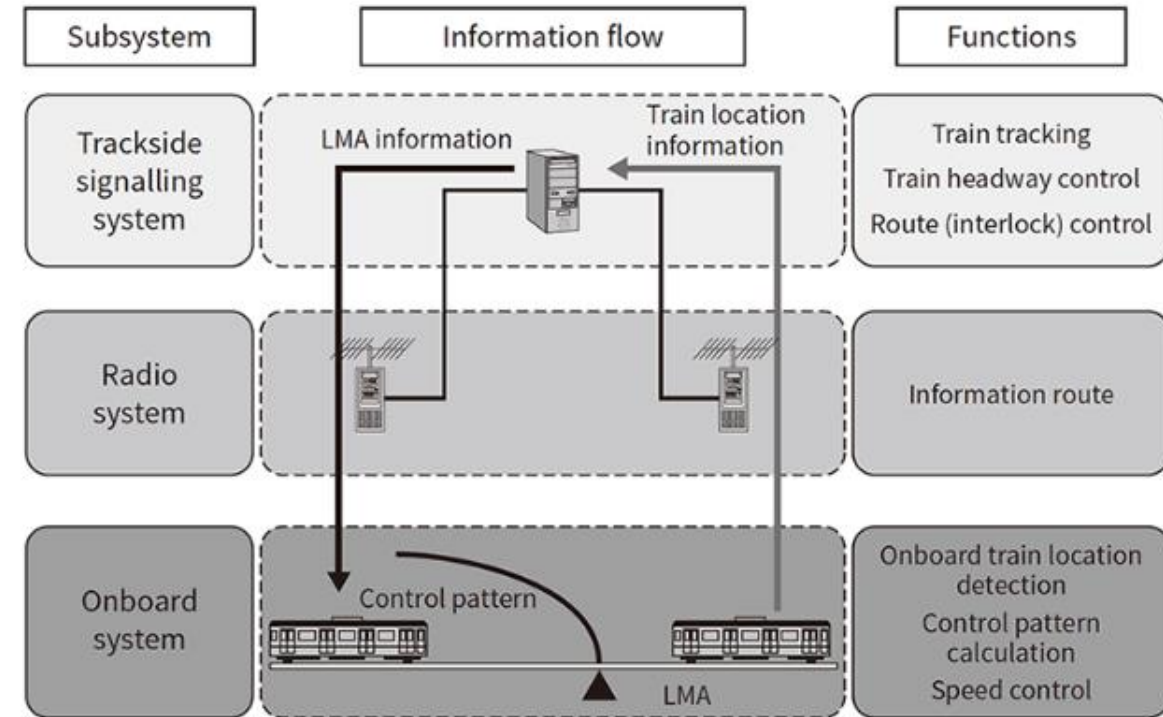 Subsystem
Information flow
Functions
Trackside
signalling
system
LMA information
Train location
information
Train tracking
Train headway control
Route (interlock) control
Radio
system
Information route
Onboard
system
Control pattern
LMA
Onboard train location
detection
Control pattern
calculation
Speed control